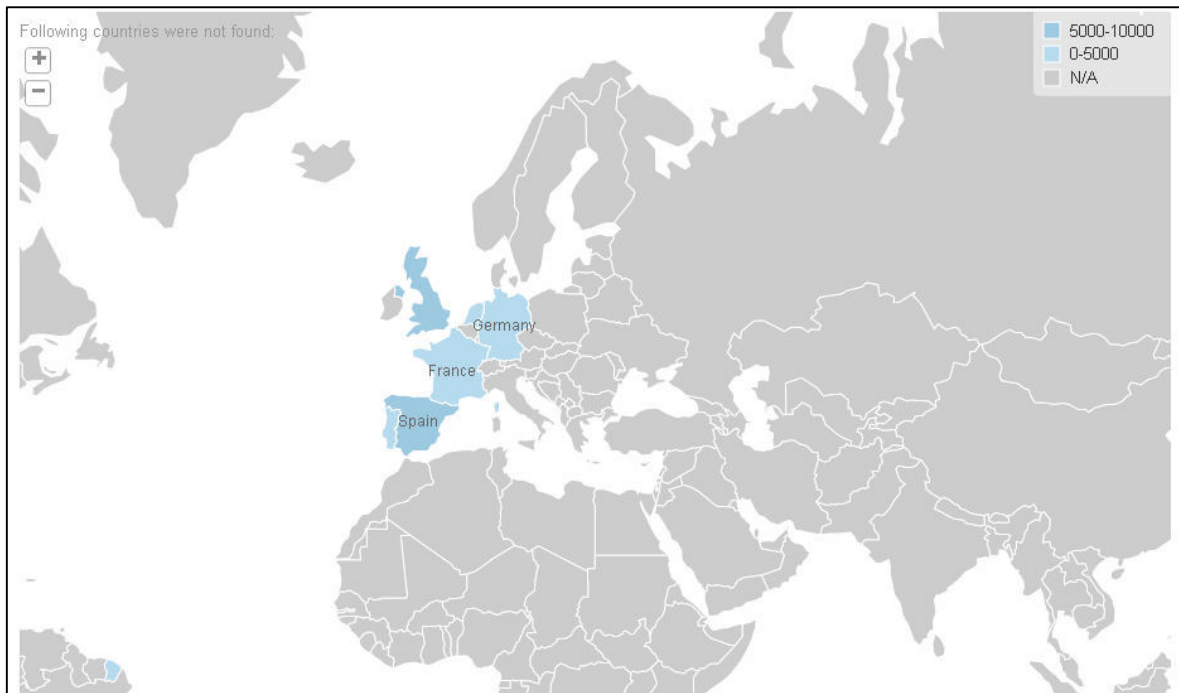 Following countries were not found:
+
−
5000-10000
0-5000
N/A
Germany
France
Spain